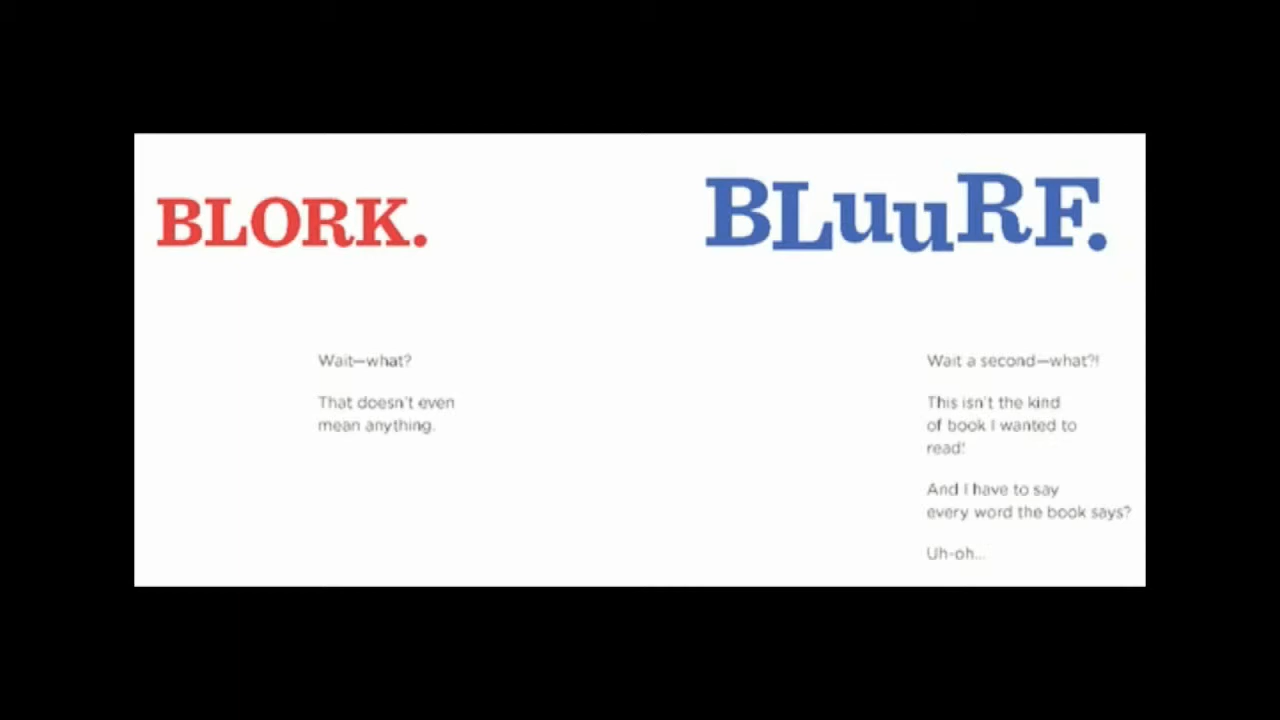 BLORK.
Wait—what?
That doesn't even
mean anything.
BLuuRF.
Wait a second—what?!
This isn't the kind
of book I wanted to
read!
And I have to say
every word the book says?
Uh-oh...